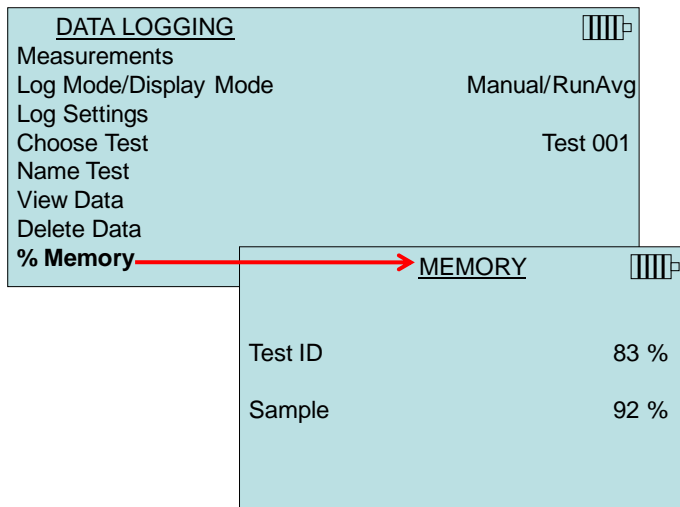 DATA LOGGING
Measurements
Log Mode/Display Mode Manual/RunAvg
Log Settings
Choose Test Test 001
Name Test
View Data
Delete Data
% Memory
MEMORY
Test ID 83 %
Sample 92 %